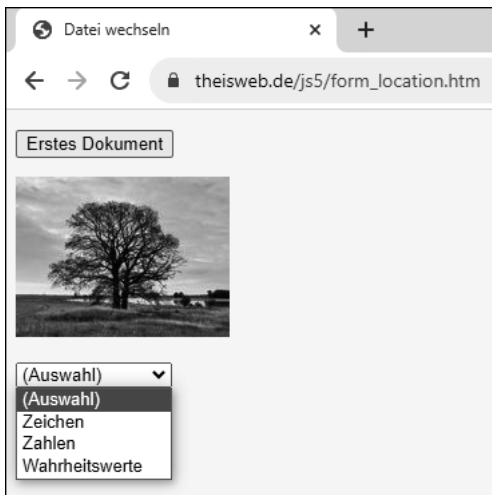 Datei wechseln
theisweb.de/js5/form_location.htm
Erstes Dokument
(Auswahl)
(Auswahl)
Zeichen
Zahlen
Wahrheitswerte